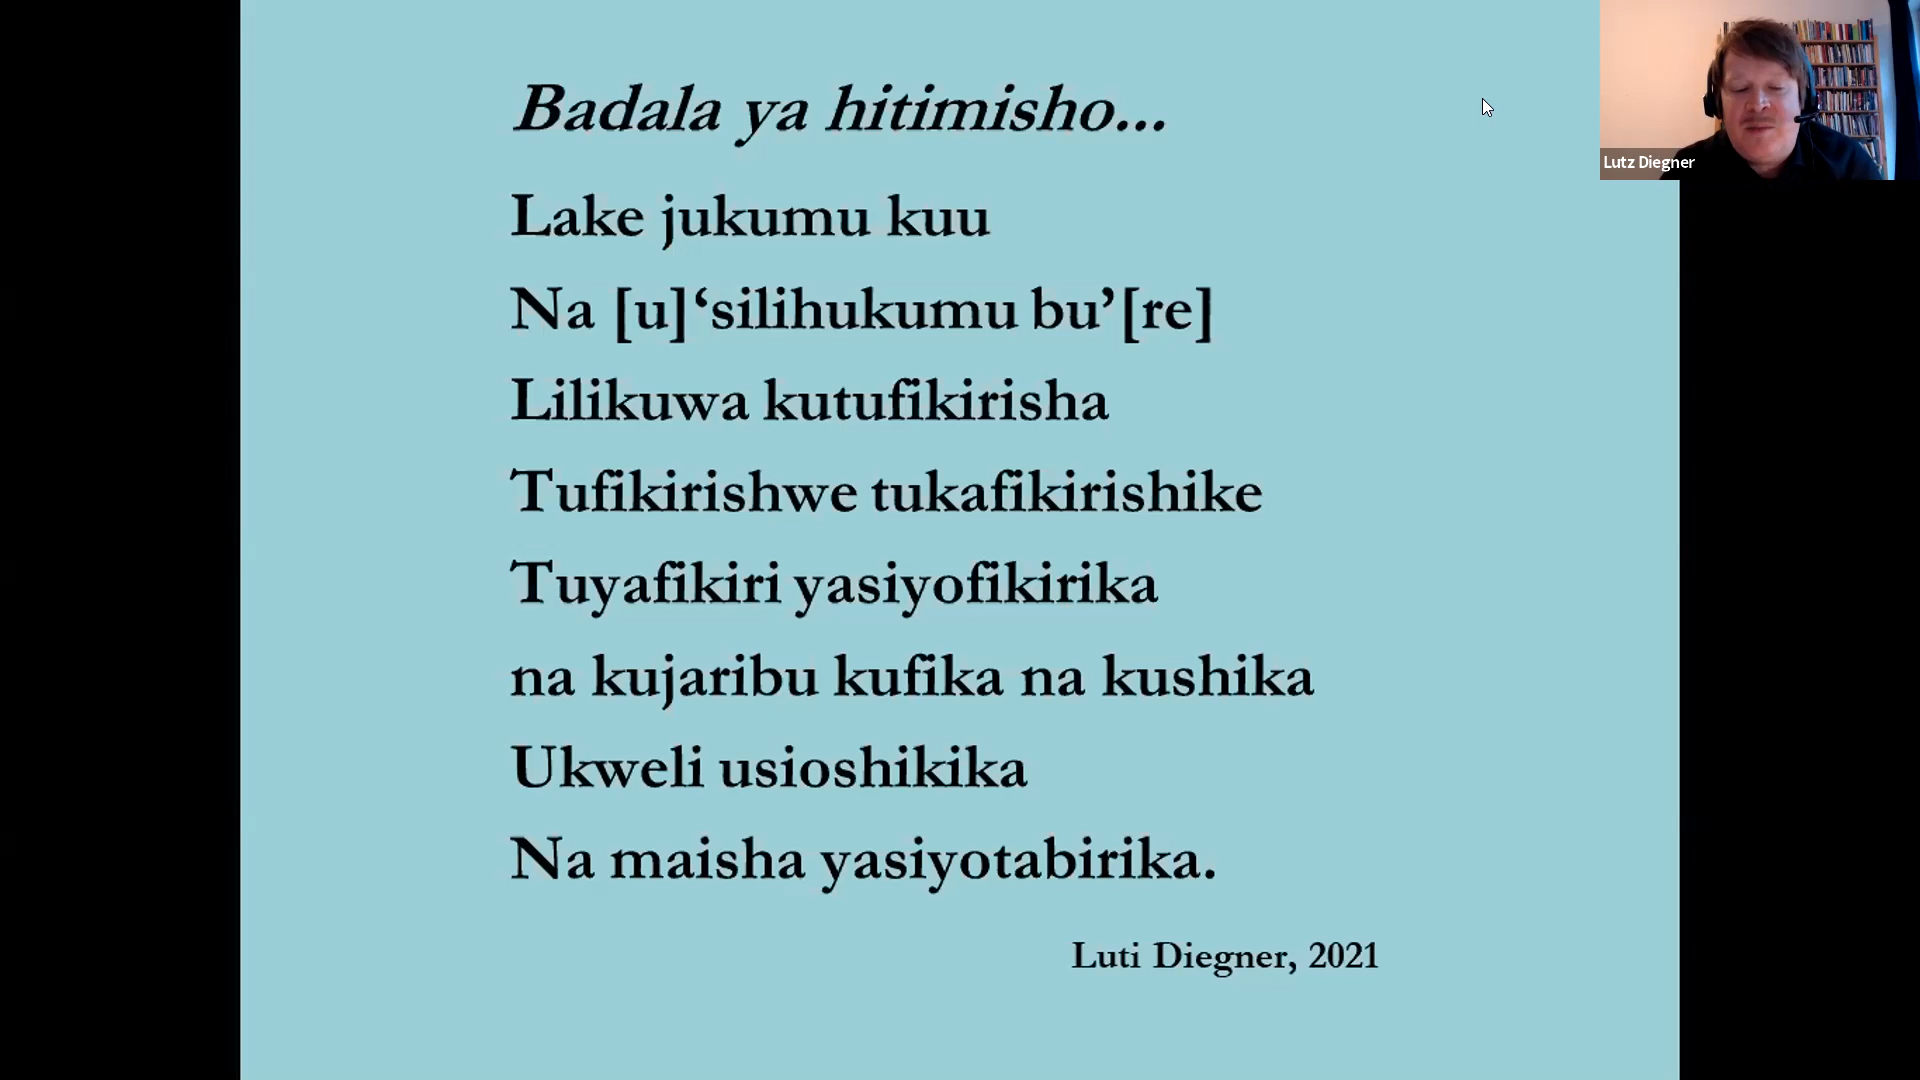 Badala ya hitimisho...
Lake jukumu kuu
Na [u]‘silihukumu bu’[re]
Lilikuwa kutufikirisha
Tufikirishwe tukafikirishike
Tuyafikiri yasiyofikirika
na kujaribu kufika na kushika
Ukweli usioshikika
Na maisha yasiyotabirika.
Luti Diegner, 2021
Lutz Diegner